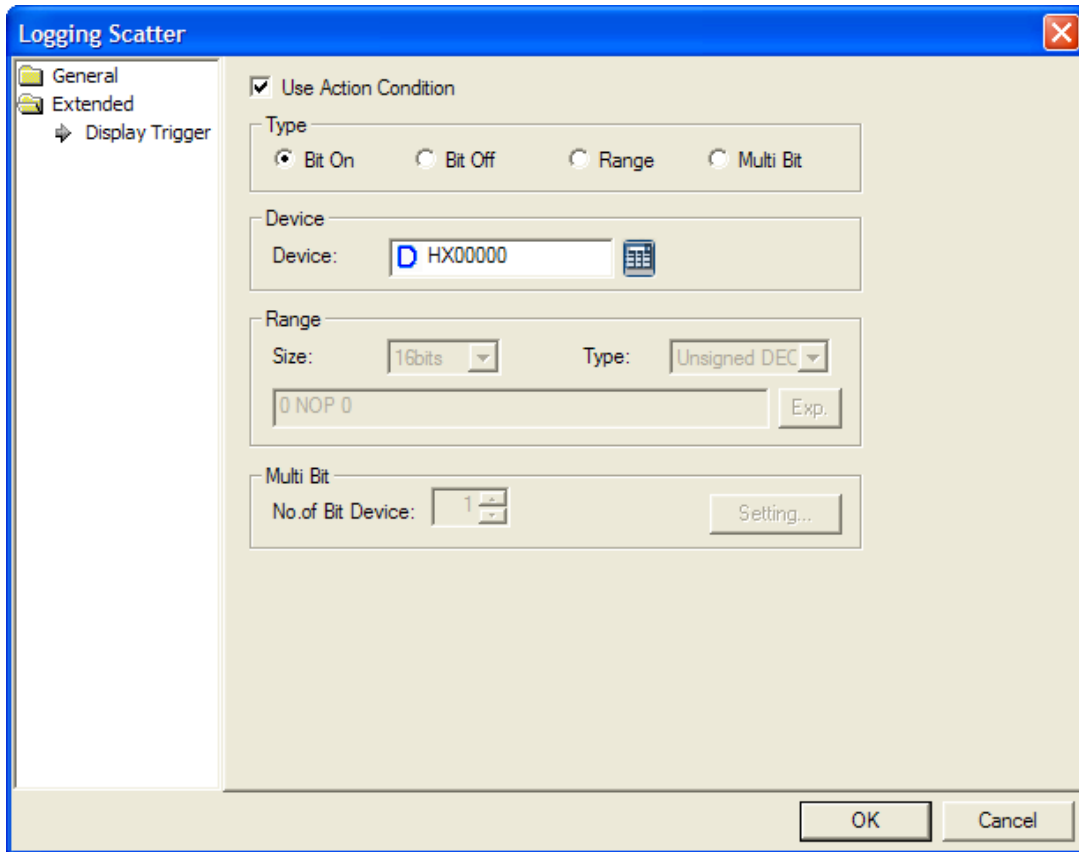 Logging Scatter
General
Extended
Display Trigger
Use Action Condition
Type
Bit On Bit Off Range Multi Bit
Device
Device: D HX00000
Range
Size: 16bits Type: Unsigned DEC
0 NOP 0 Exp.
Multi Bit
No.of Bit Device: 1 Setting...
OK Cancel